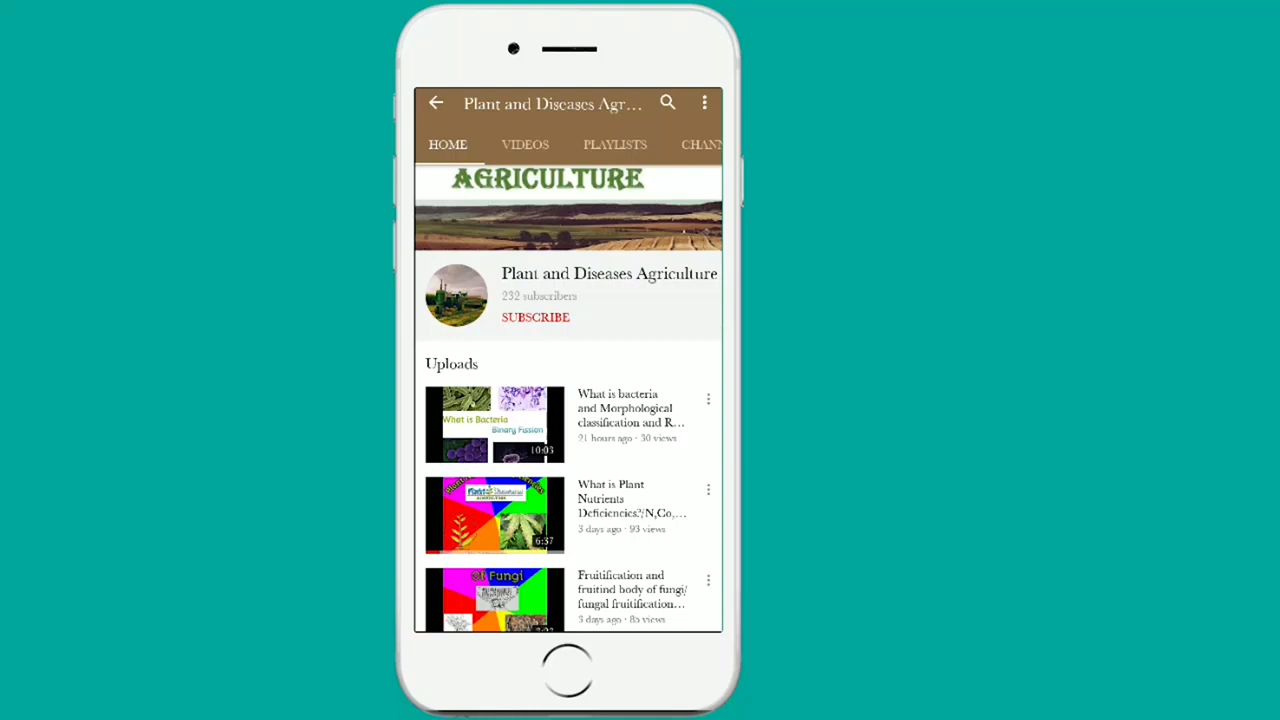 Plant and Diseases Agr...
HOME VIDEOS PLAYLISTS CHANN
AGRICULTURE
Plant and Diseases Agriculture
232 subscribers
SUBSCRIBE
Uploads
What is Bacteria
Binary Fission
10:03
What is bacteria
and Morphological
classification and R...
21 hours ago · 30 views
6:37
What is Plant
Nutrients
Deficiencies?/N,Co,...
3 days ago · 93 views
Of Fungi
Fruitification and
fruitind body of fungi/
fungal fruitification...
3 days ago · 85 views